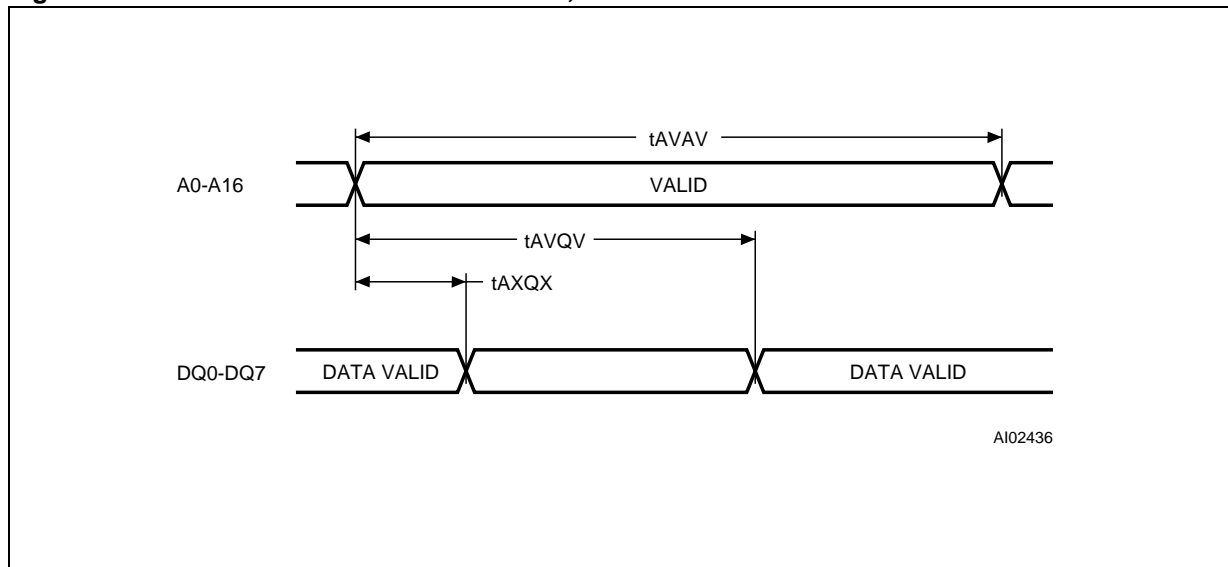 tAVAV
A0-A16
VALID
tAVQV
tAXQX
DQ0-DQ7
DATA VALID
DATA VALID
AI02436